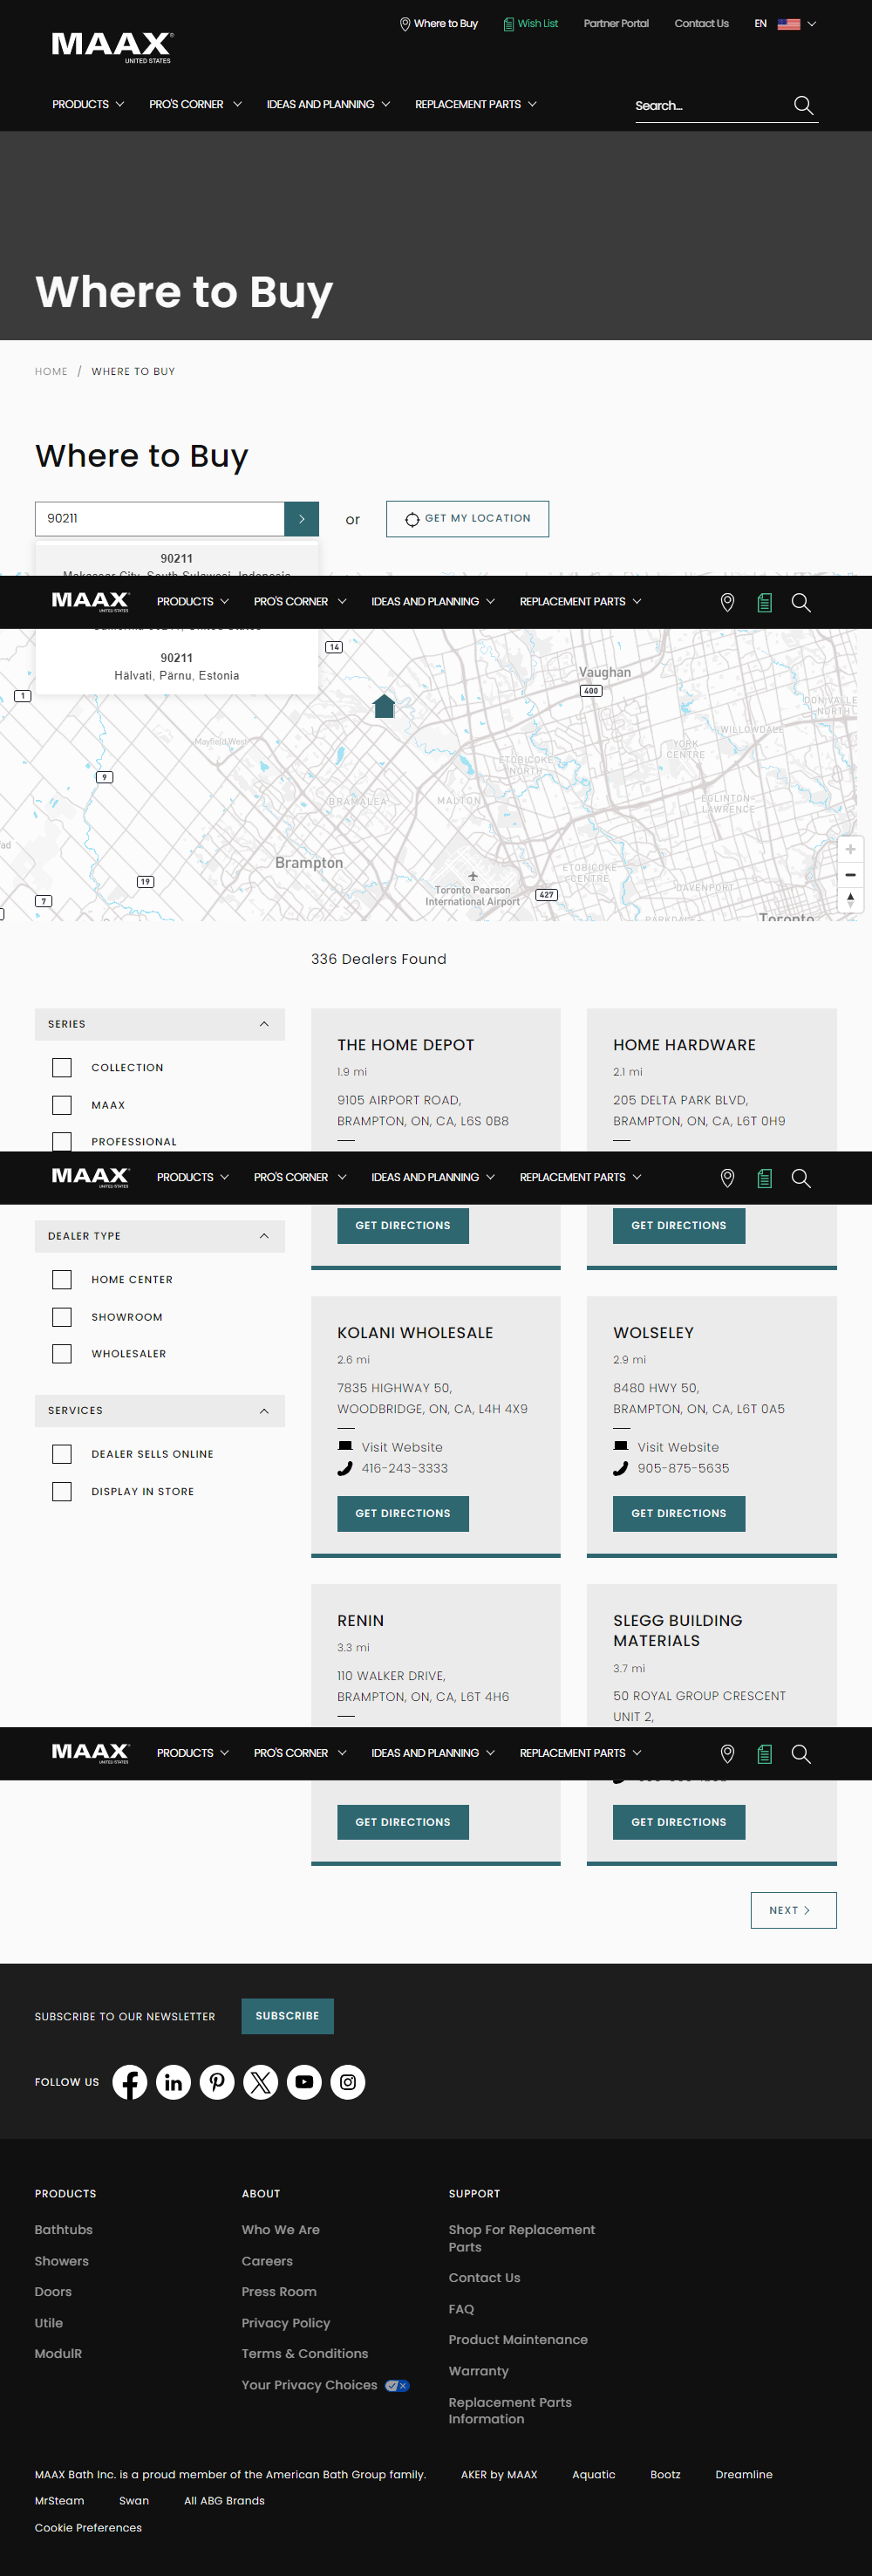 Where to Buy
Wish List
Partner Portal
Contact Us
EN
MAAX
UNITED STATES
PRODUCTS
PRO'S CORNER
IDEAS AND PLANNING
REPLACEMENT PARTS
Search...
Where to Buy
HOME / WHERE TO BUY
Where to Buy
90211
or
GET MY LOCATION
90211
Makassar City, South Sulawesi, Indonesia
MAAX
UNITED STATES
PRODUCTS
PRO'S CORNER
IDEAS AND PLANNING
REPLACEMENT PARTS
California 90211, United States
90211
Hälvati, Pärnu, Estonia
14
Vaughan
400
1
DON VALLE
NORTH
WILLOWDALE
Mayfield West
YORK
CENTRE
ETOBICOKE
NORTH
9
BRAMALEA
MALTON
EGLINTON-
LAWRENCE
ad
Brampton
ETOBICOKE
CENTRE
19
Toronto Pearson
International Airport
427
DAVENPORT
7
PARKDALE
Toronto
336 Dealers Found
SERIES
COLLECTION
MAAX
PROFESSIONAL
THE HOME DEPOT
1.9 mi
9105 AIRPORT ROAD,
BRAMPTON, ON, CA, L6S 0B8
HOME HARDWARE
2.1 mi
205 DELTA PARK BLVD,
BRAMPTON, ON, CA, L6T 0H9
MAAX
UNITED STATES
PRODUCTS
PRO'S CORNER
IDEAS AND PLANNING
REPLACEMENT PARTS
GET DIRECTIONS
GET DIRECTIONS
DEALER TYPE
HOME CENTER
SHOWROOM
WHOLESALER
SERVICES
DEALER SELLS ONLINE
DISPLAY IN STORE
KOLANI WHOLESALE
2.6 mi
7835 HIGHWAY 50,
WOODBRIDGE, ON, CA, L4H 4X9
Visit Website
416-243-3333
GET DIRECTIONS
WOLSELEY
2.9 mi
8480 HWY 50,
BRAMPTON, ON, CA, L6T 0A5
Visit Website
905-875-5635
GET DIRECTIONS
RENIN
3.3 mi
110 WALKER DRIVE,
BRAMPTON, ON, CA, L6T 4H6
SLEGG BUILDING
MATERIALS
3.7 mi
50 ROYAL GROUP CRESCENT
UNIT 2,
MAAX
UNITED STATES
PRODUCTS
PRO'S CORNER
IDEAS AND PLANNING
REPLACEMENT PARTS
GET DIRECTIONS
GET DIRECTIONS
NEXT
SUBSCRIBE TO OUR NEWSLETTER
SUBSCRIBE
FOLLOW US
PRODUCTS
Bathtubs
Showers
Doors
Utile
ModulR
ABOUT
Who We Are
Careers
Press Room
Privacy Policy
Terms & Conditions
Your Privacy Choices
SUPPORT
Shop For Replacement
Parts
Contact Us
FAQ
Product Maintenance
Warranty
Replacement Parts
Information
MAAX Bath Inc. is a proud member of the American Bath Group family.
AKER by MAAX
Aquatic
Bootz
Dreamline
MrSteam
Swan
All ABG Brands
Cookie Preferences